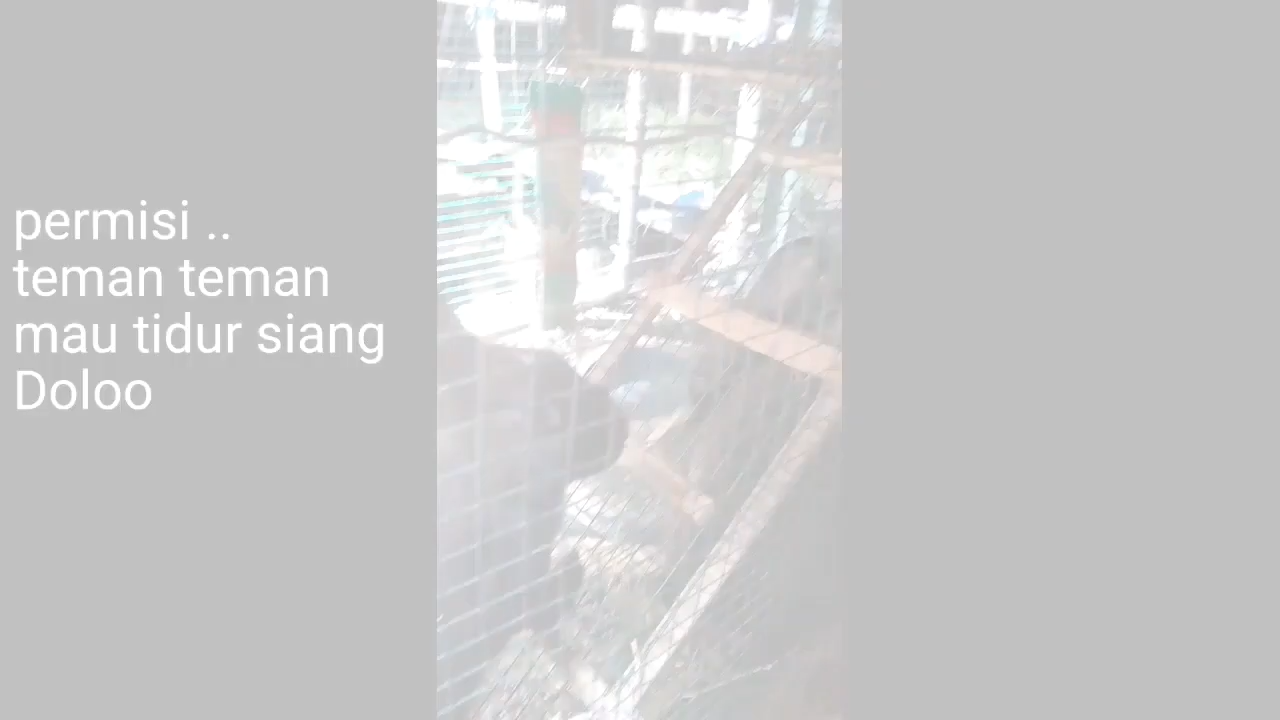 permisi ..
teman teman
mau tidur siang
Doloo